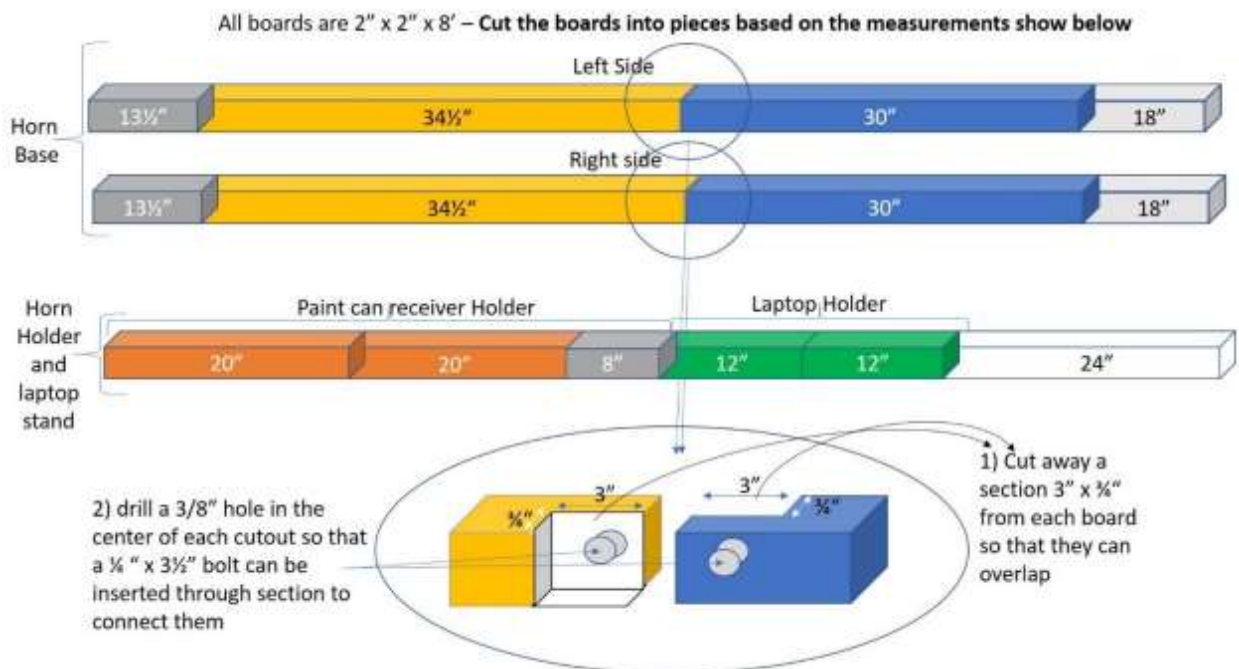 All boards are 2” x 2” x 8’ – Cut the boards into pieces based on the measurements show below
Left Side
13½” 34½“ 30” 18”
Horn
Base
Right side
13½” 34½“ 30” 18”
Horn
Holder
and
laptop
stand
Paint can receiver Holder Laptop Holder
20” 20” 8” 12” 12” 24”
1) Cut away a
section 3” x ¾“
from each board
so that they can
overlap
3” 3”
¾“ ¾“
2) drill a 3/8” hole in the
center of each cutout so that
a ¼ “ x 3½” bolt can be
inserted through section to
connect them